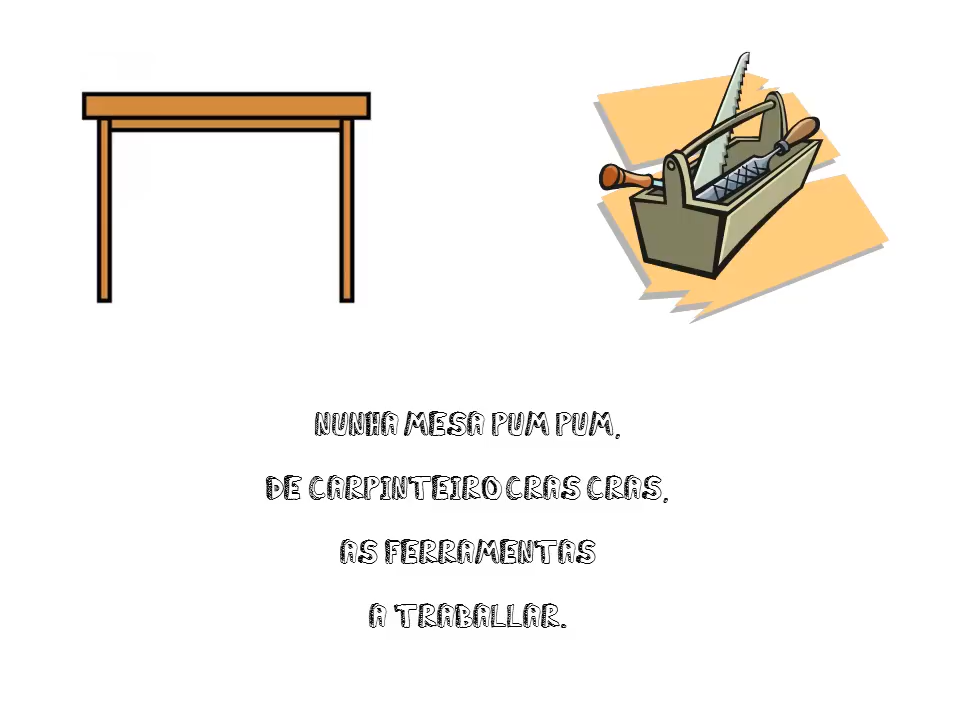 NUNHA MESA PUM PUM,
DE CARPINTEIRO CRAS CRAS,
AS FERRAMENTAS
A TRABALLAR.